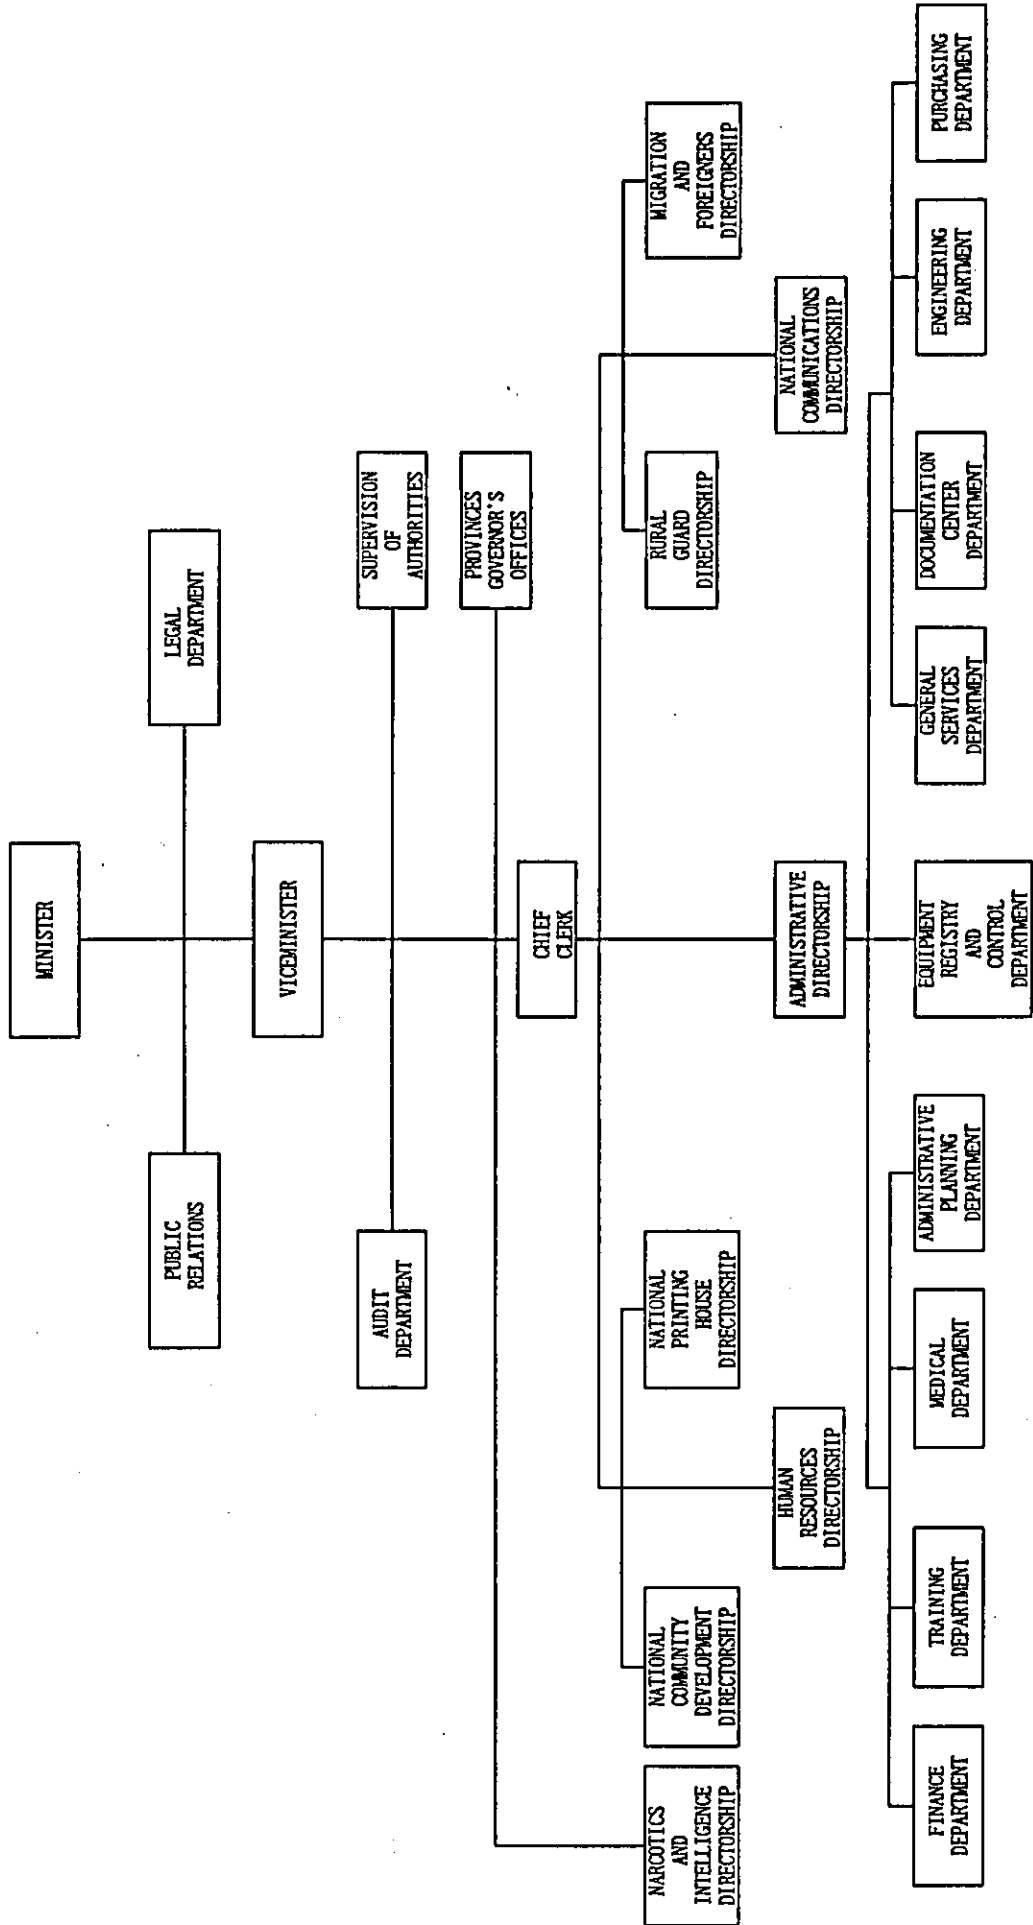 MINISTER
PUBLIC
RELATIONS
LEGAL
DEPARTMENT
VICEMINISTER
AUDIT
DEPARTMENT
SUPERVISION
OF
AUTHORITIES
PROVINCES
GOVERNOR'S
OFFICES
CHIEF
CLERK
NARCOTICS
AND
INTELLIGENCE
DIRECTORSHIP
NATIONAL
COMMUNITY
DEVELOPMENT
DIRECTORSHIP
NATIONAL
PRINTING
HOUSE
DIRECTORSHIP
RURAL
GUARD
DIRECTORSHIP
MIGRATION
AND
FOREIGNERS
DIRECTORSHIP
HUMAN
RESOURCES
DIRECTORSHIP
ADMINISTRATIVE
DIRECTORSHIP
NATIONAL
COMMUNICATIONS
DIRECTORSHIP
FINANCE
DEPARTMENT
TRAINING
DEPARTMENT
MEDICAL
DEPARTMENT
ADMINISTRATIVE
PLANNING
DEPARTMENT
EQUIPMENT
REGISTRY
AND
CONTROL
DEPARTMENT
GENERAL
SERVICES
DEPARTMENT
DOCUMENTATION
CENTER
DEPARTMENT
ENGINEERING
DEPARTMENT
PURCHASING
DEPARTMENT